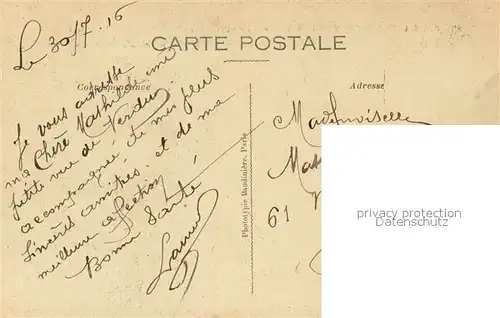 Le 30/7. 16
CARTE POSTALE
Correspondance
Adresse
Je vous adresse
ma Chère Mathilde une
petite vue de Verdun
accompagnée de mes plus
sincères amitiés. et de ma
meilleure affection
Bonne Santé
Mademoiselle
Mat
61
Phototypie Baudinière, Paris
privacy protection
Datenschutz